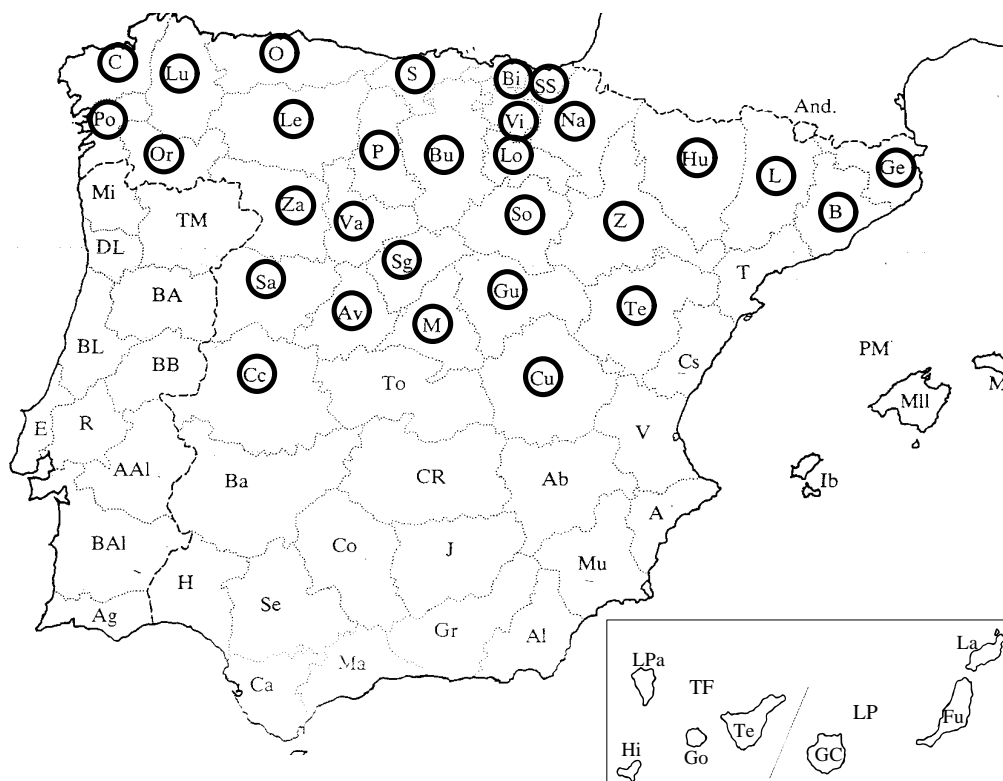 O
C
Lu
S
Bi
SS
And.
Po
Le
Vi
Na
Or
P
Bu
Lo
Hu
L
Ge
Mi
TM
Za
Va
So
Z
B
DL
Sg
T
BA
Sa
Av
M
Gu
Te
BL
BB
Cc
To
Cu
Cs
PM
Mll
M
E
R
V
AAl
Ba
CR
Ab
Ib
A
BAl
Co
J
Mu
H
Se
Ag
Gr
Al
Ma
Ca
LPa
TF
LP
La
Te
Fu
Hi
Go
GC